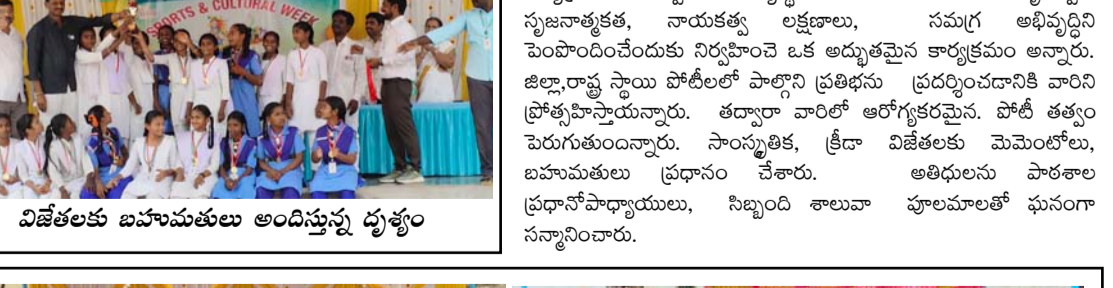 SPORTS & CULTURAL WEEK
విజేతలకు బహుమతులు అందిస్తున్న దృశ్యం
సృజనాత్మకత, నాయకత్వ లక్షణాలు, సమగ్ర అభివృద్ధిని
పెంపొందించేందుకు నిర్వహించె ఒక అద్భుతమైన కార్యక్రమం అన్నారు.
జిల్లా,రాష్ట్ర స్థాయి పోటీలలో పాల్గొని ప్రతిభను ప్రదర్శించడానికి వారిని
ప్రోత్సహిస్తాయన్నారు. తద్వారా వారిలో ఆరోగ్యకరమైన. పోటీ తత్వం
పెరుగుతుందన్నారు. సాంస్కృతిక, క్రీడా విజేతలకు మెమెంటోలు,
బహుమతులు ప్రధానం చేశారు. అతిధులను పాఠశాల
ప్రధానోపాధ్యాయులు, సిబ్బంది శాలువా పూలమాలతో ఘనంగా
సన్మానించారు.